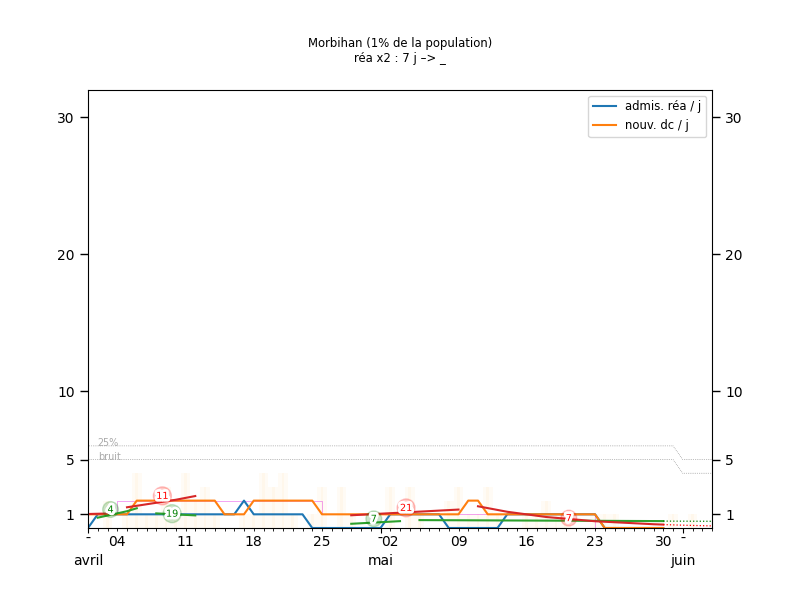 Morbihan (1% de la population)
réa x2 : 7 j –> _
admis. réa / j
nouv. dc / j
30
30
20
20
10
10
25%
bruit
5
5
1
1
4
11
19
7
21
7
- 04 11 18 25 - 02 09 16 23 30 -
avril mai juin